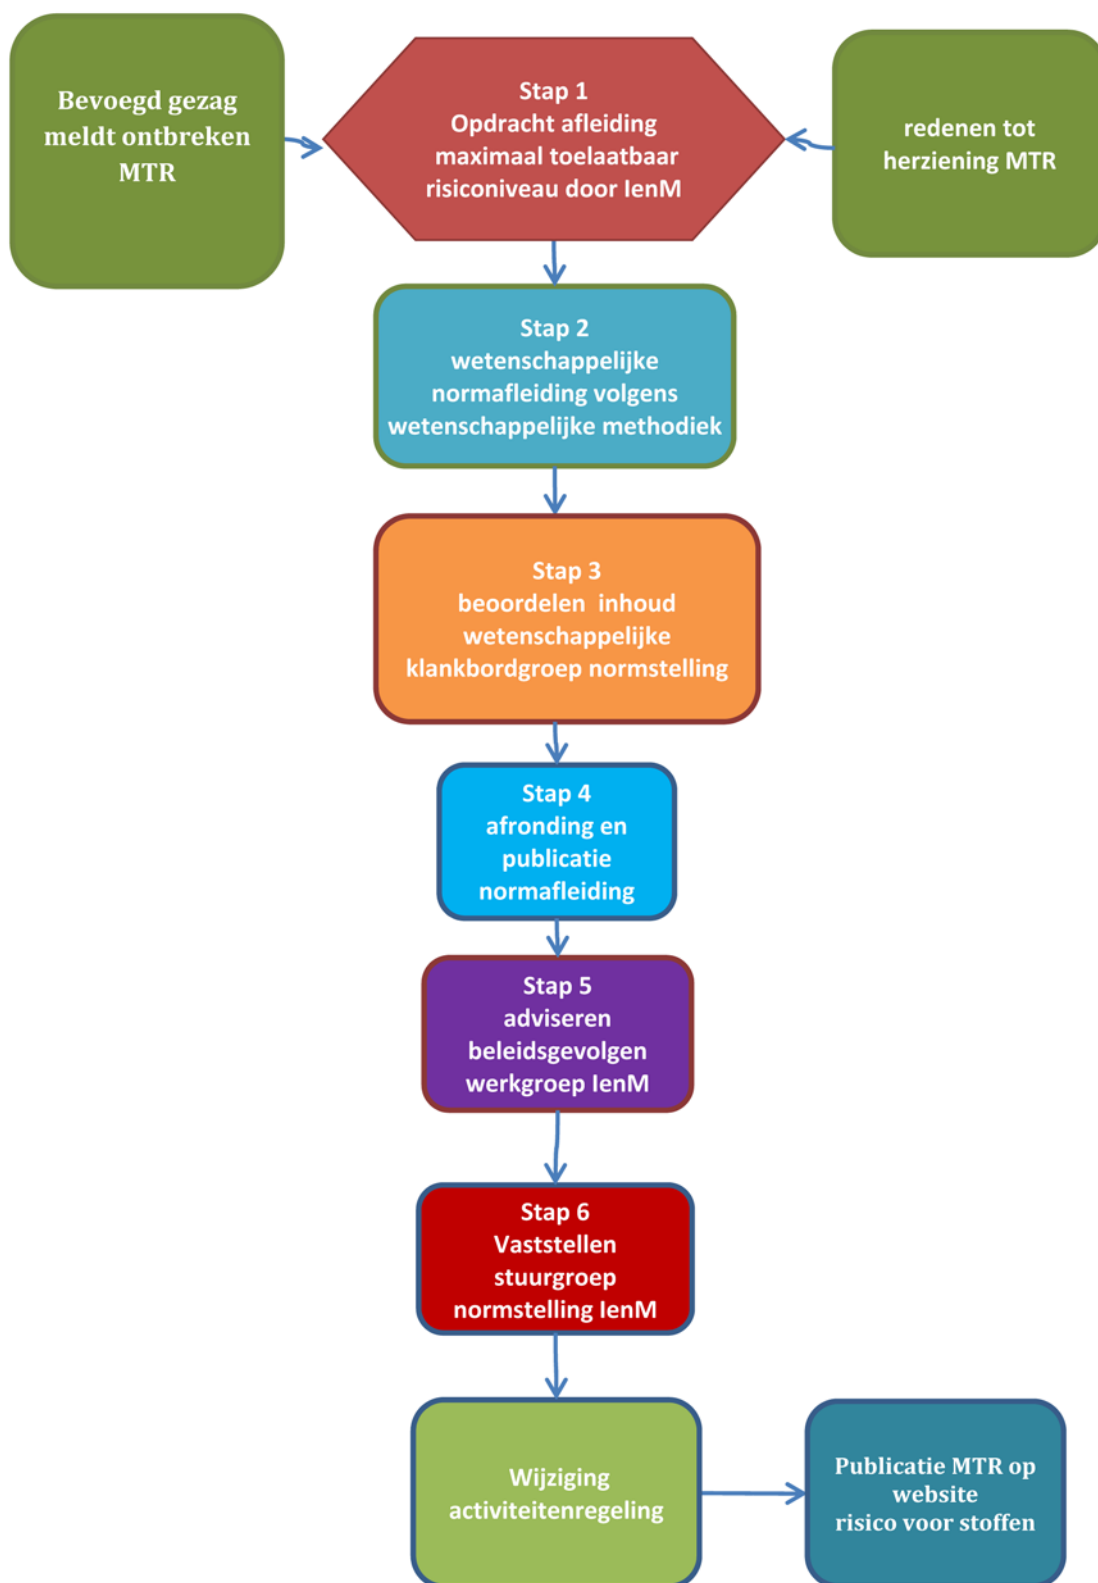 Bevoegd gezag
meldt ontbreken
MTR
Stap 1
Opdracht afleiding
maximaal toelaatbaar
risiconiveau door IenM
redenen tot
herziening MTR
Stap 2
wetenschappelijke
normafleiding volgens
wetenschappelijke methodiek
Stap 3
beoordelen inhoud
wetenschappelijke
klankbordgroep normstelling
Stap 4
afronding en
publicatie
normafleiding
Stap 5
adviseren
beleidsgevolgen
werkgroep IenM
Stap 6
Vaststellen
stuurgroep
normstelling IenM
Wijziging
activiteitenregeling
Publicatie MTR op
website
risico voor stoffen